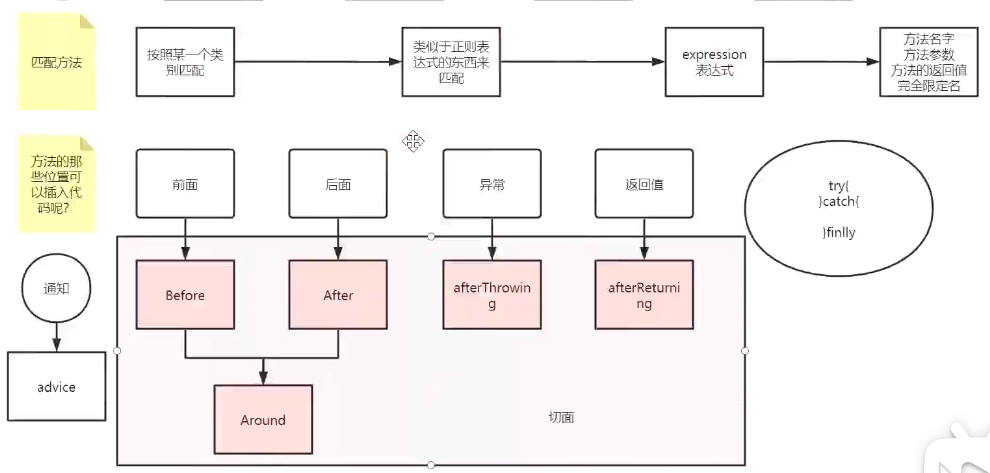 匹配方法
按照某一个类
别匹配
类似于正则表
达式的东西来
匹配
expression
表达式
方法名字
方法参数
方法的返回值
完全限定名
方法的那
些位置可
以插入代
码呢?
前面
后面
异常
返回值
try{
}catch{
}finlly
通知
advice
Before
After
afterThrowin
g
afterReturni
ng
Around
切面